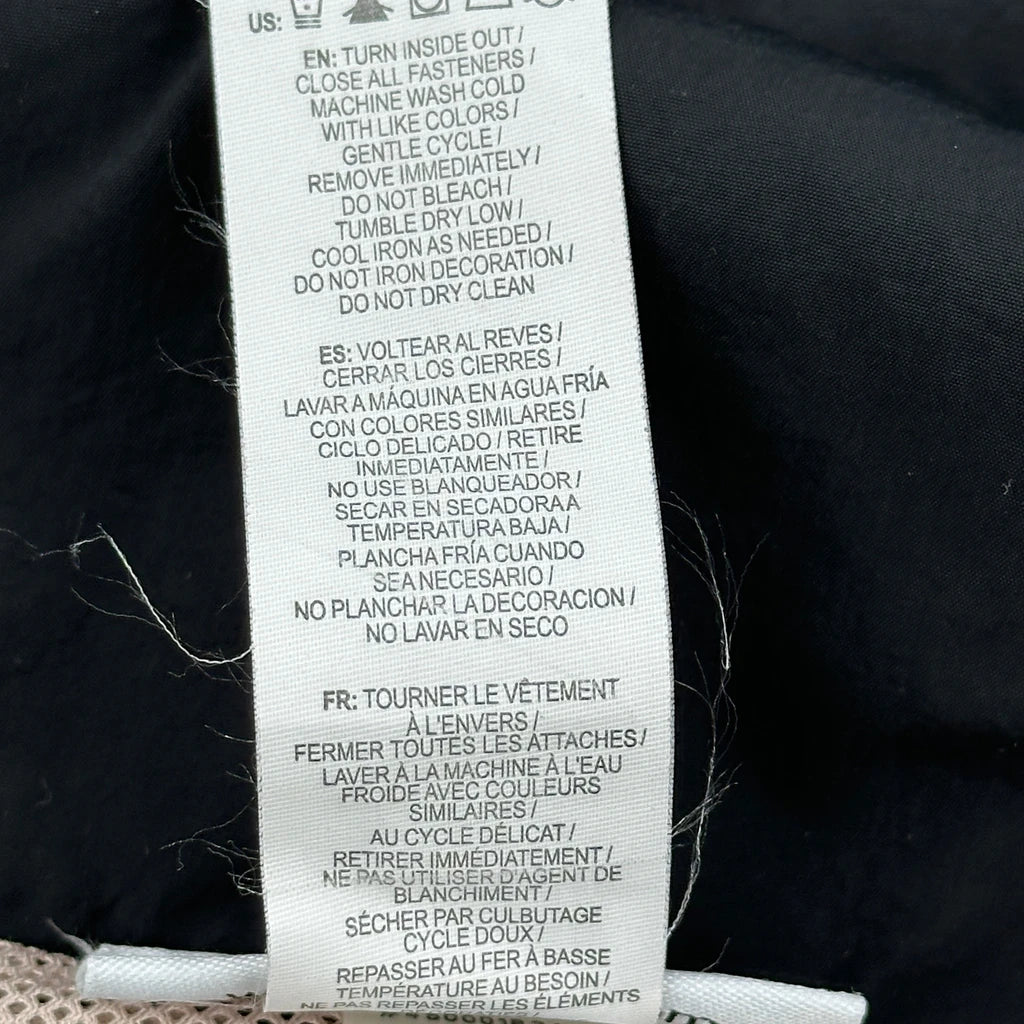 US:
EN: TURN INSIDE OUT /
CLOSE ALL FASTENERS /
MACHINE WASH COLD
WITH LIKE COLORS /
GENTLE CYCLE /
REMOVE IMMEDIATELY /
DO NOT BLEACH /
TUMBLE DRY LOW /
COOL IRON AS NEEDED /
DO NOT IRON DECORATION /
DO NOT DRY CLEAN
ES: VOLTEAR AL REVES /
CERRAR LOS CIERRES /
LAVAR A MÁQUINA EN AGUA FRÍA
CON COLORES SIMILARES /
CICLO DELICADO / RETIRE
INMEDIATAMENTE /
NO USE BLANQUEADOR /
SECAR EN SECADORA A
TEMPERATURA BAJA /
PLANCHA FRÍA CUANDO
SEA NECESARIO /
NO PLANCHAR LA DECORACION /
NO LAVAR EN SECO
FR: TOURNER LE VÊTEMENT
À L'ENVERS /
FERMER TOUTES LES ATTACHES /
LAVER À LA MACHINE À L'EAU
FROIDE AVEC COULEURS
SIMILAIRES /
AU CYCLE DÉLICAT /
RETIRER IMMÉDIATEMENT /
NE PAS UTILISER D'AGENT DE
BLANCHIMENT /
SÉCHER PAR CULBUTAGE
CYCLE DOUX /
REPASSER AU FER À BASSE
TEMPÉRATURE AU BESOIN /
NE PAS REPASSER LES ÉLÉMENTS